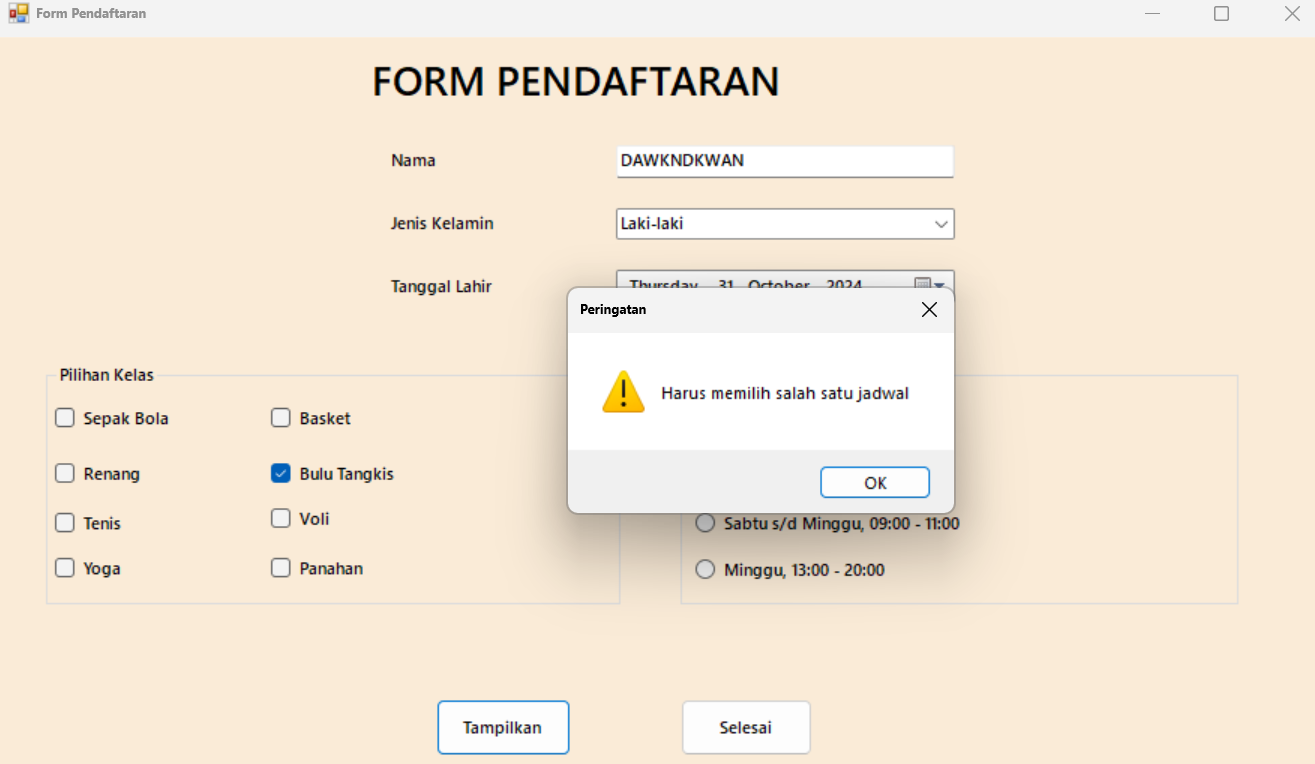 Form Pendaftaran
FORM PENDAFTARAN
Nama
DAWKNDKWAN
Jenis Kelamin
Laki-laki
Tanggal Lahir
Thursday , 31 October 2024
Peringatan
Harus memilih salah satu jadwal
OK
Pilihan Kelas
Sepak Bola
Basket
Renang
Bulu Tangkis
Tenis
Voli
Yoga
Panahan
Sabtu s/d Minggu, 09:00 - 11:00
Minggu, 13:00 - 20:00
Tampilkan
Selesai